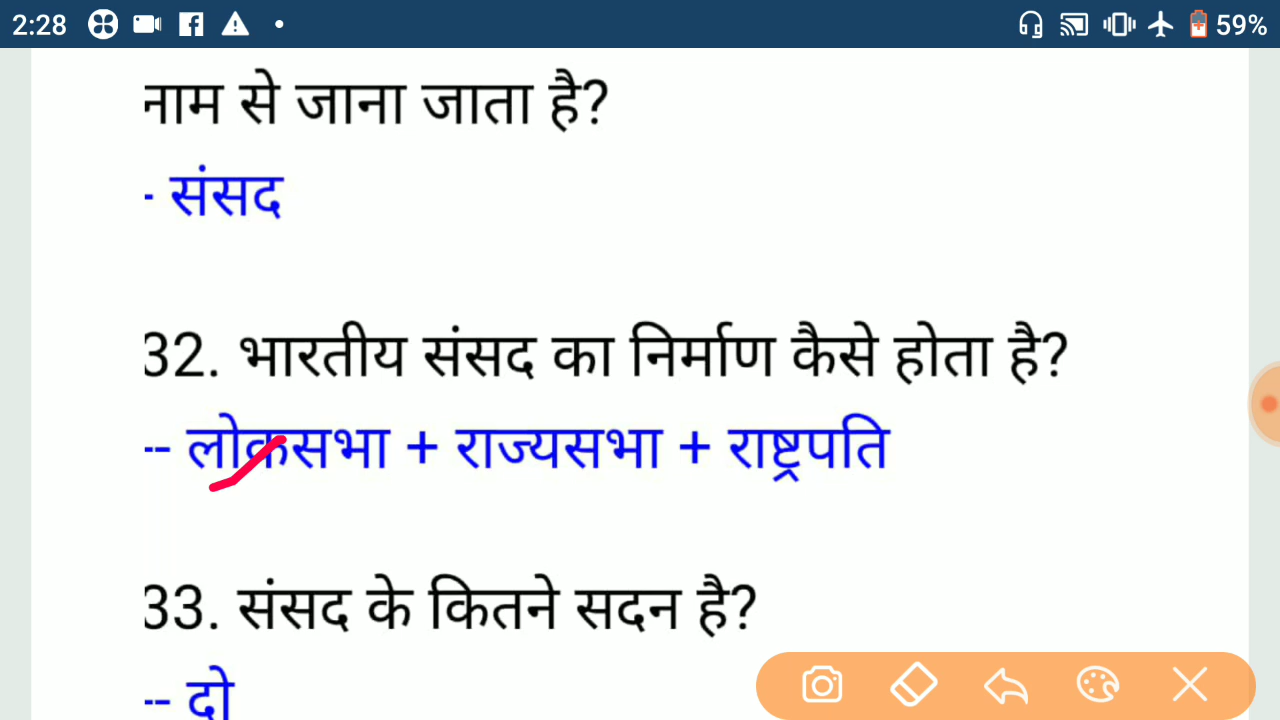 2:28
59%
नाम से जाना जाता है?
- संसद
32. भारतीय संसद का निर्माण कैसे होता है?
-- लोकसभा + राज्यसभा + राष्ट्रपति
33. संसद के कितने सदन है?
-- दो